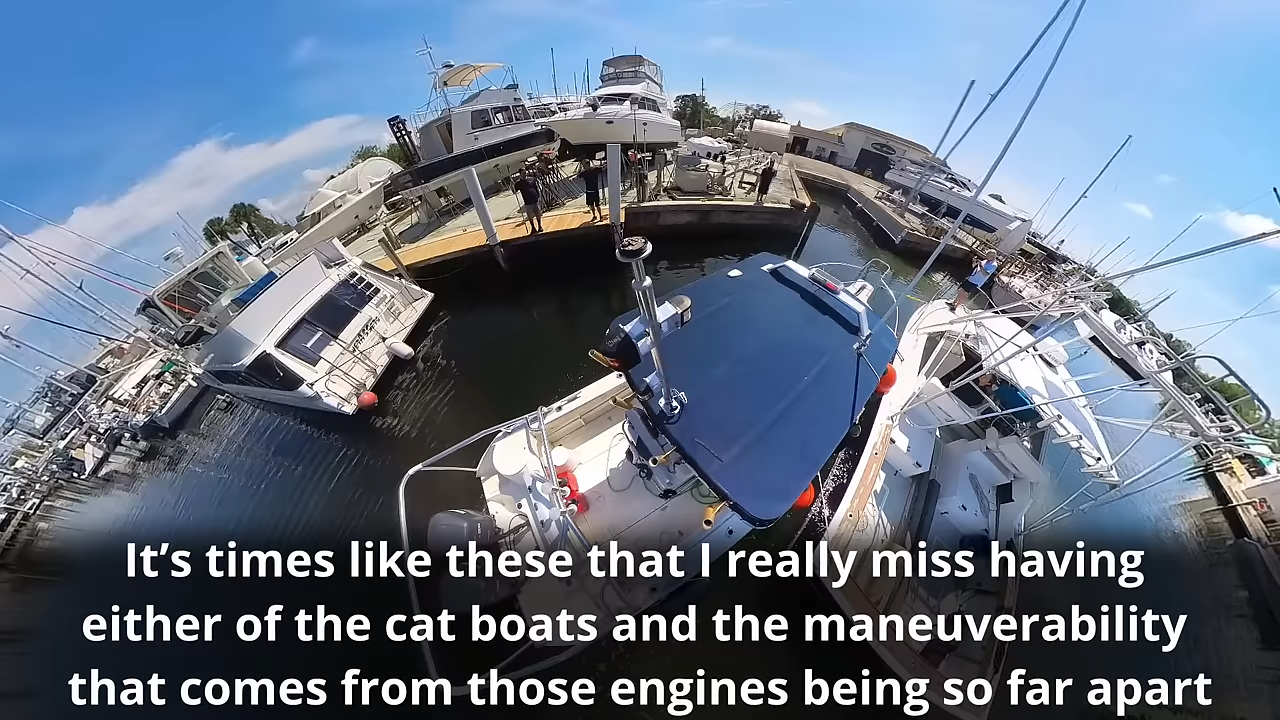 It’s times like these that I really miss having
either of the cat boats and the maneuverability
that comes from those engines being so far apart